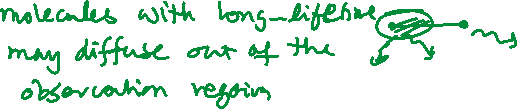 molecules with long-lifetime
may diffuse out of the
observation region